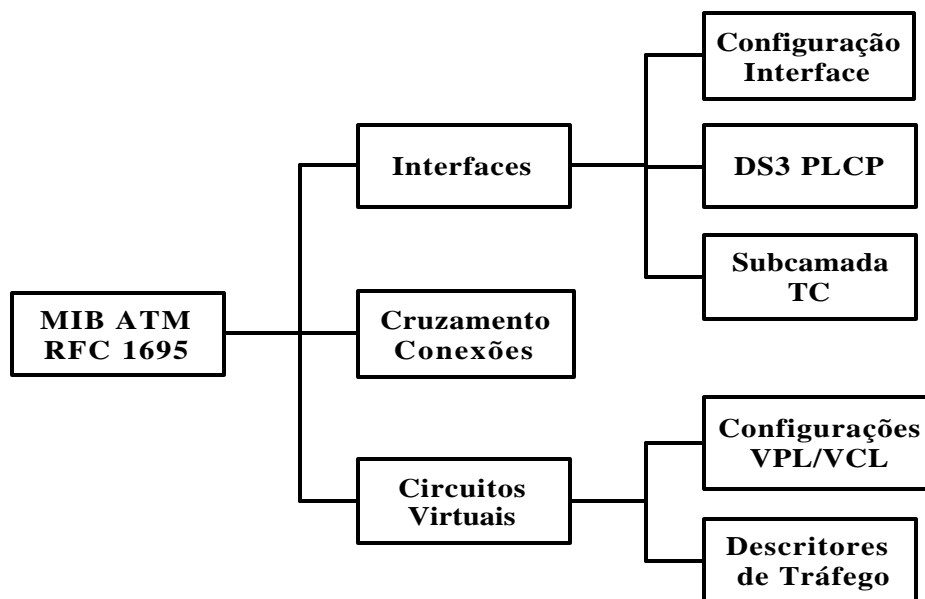 Configuração
Interface
Interfaces
DS3 PLCP
Subcamada
TC
MIB ATM
RFC 1695
Cruzamento
Conexões
Configurações
VPL/VCL
Circuitos
Virtuais
Descritores
de Tráfego